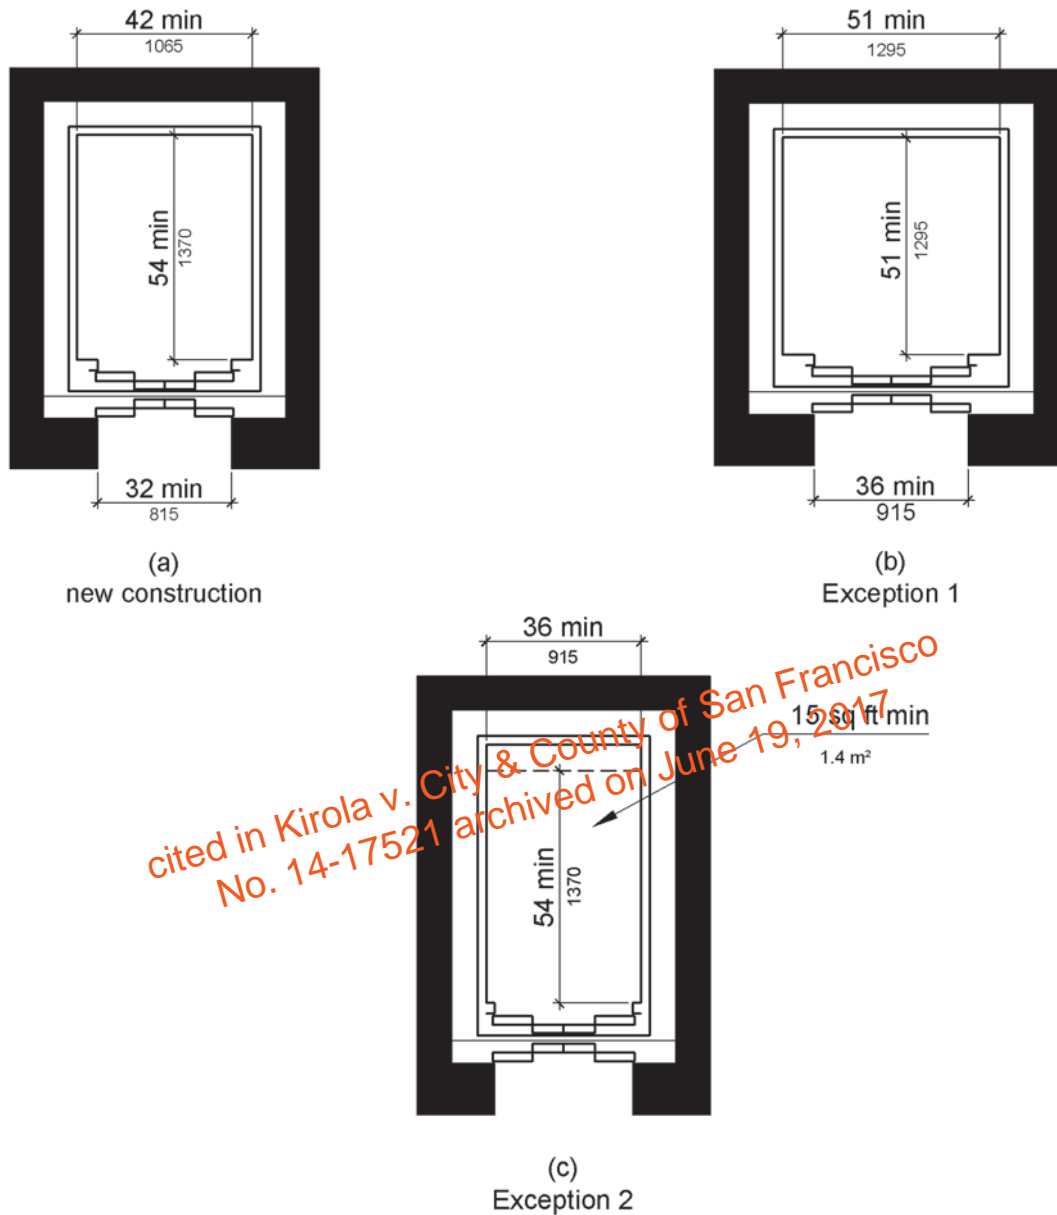 42 min
1065
54 min
1370
32 min
815
(a)
new construction
51 min
1295
51 min
1295
36 min
915
(b)
Exception 1
36 min
915
15 sq ft min
1.4 m²
54 min
1370
(c)
Exception 2
cited in Kirola v. City & County of San Francisco
No. 14-17521 archived on June 19, 2017